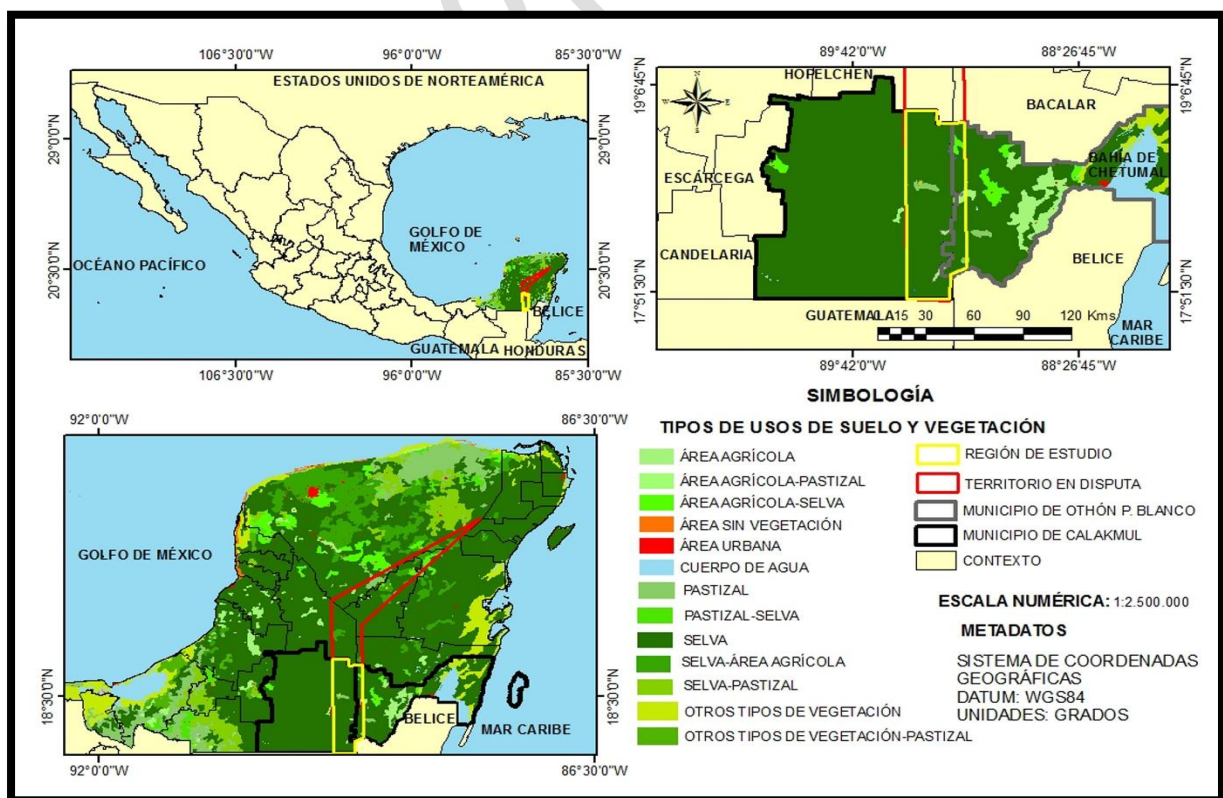 106°30'0"W
96°0'0"W
85°30'0"W
ESTADOS UNIDOS DE NORTEAMÉRICA
29°0'0"N
29°0'0"N
GOLFO DE
MÉXICO
OCÉANO PACÍFICO
20°30'0"N
20°30'0"N
BELICE
GUATEMALA
HONDURAS
106°30'0"W
96°0'0"W
85°30'0"W
89°42'0"W
88°26'45"W
19°6'45"N
19°6'45"N
N
HOPELCHEN
BACALAR
ESCÁRCEGA
BAHÍA DE
CHETUMAL
CANDELARIA
BELICE
17°51'30"N
17°51'30"N
GUATEMALA
0 15 30 60 90 120 Kms
MAR
CARIBE
89°42'0"W
88°26'45"W
92°0'0"W
86°30'0"W
GOLFO DE MÉXICO
18°30'0"N
18°30'0"N
BELICE
MAR CARIBE
92°0'0"W
86°30'0"W
SIMBOLOGÍA
TIPOS DE USOS DE SUELO Y VEGETACIÓN
ÁREA AGRÍCOLA
ÁREA AGRÍCOLA-PASTIZAL
ÁREA AGRÍCOLA-SELVA
ÁREA SIN VEGETACIÓN
ÁREA URBANA
CUERPO DE AGUA
PASTIZAL
PASTIZAL-SELVA
SELVA
SELVA-ÁREA AGRÍCOLA
SELVA-PASTIZAL
OTROS TIPOS DE VEGETACIÓN
OTROS TIPOS DE VEGETACIÓN-PASTIZAL
REGIÓN DE ESTUDIO
TERRITORIO EN DISPUTA
MUNICIPIO DE OTHÓN P. BLANCO
MUNICIPIO DE CALAKMUL
CONTEXTO
ESCALA NUMÉRICA: 1:2.500.000
METADATOS
SISTEMA DE COORDENADAS
GEOGRÁFICAS
DATUM: WGS84
UNIDADES: GRADOS